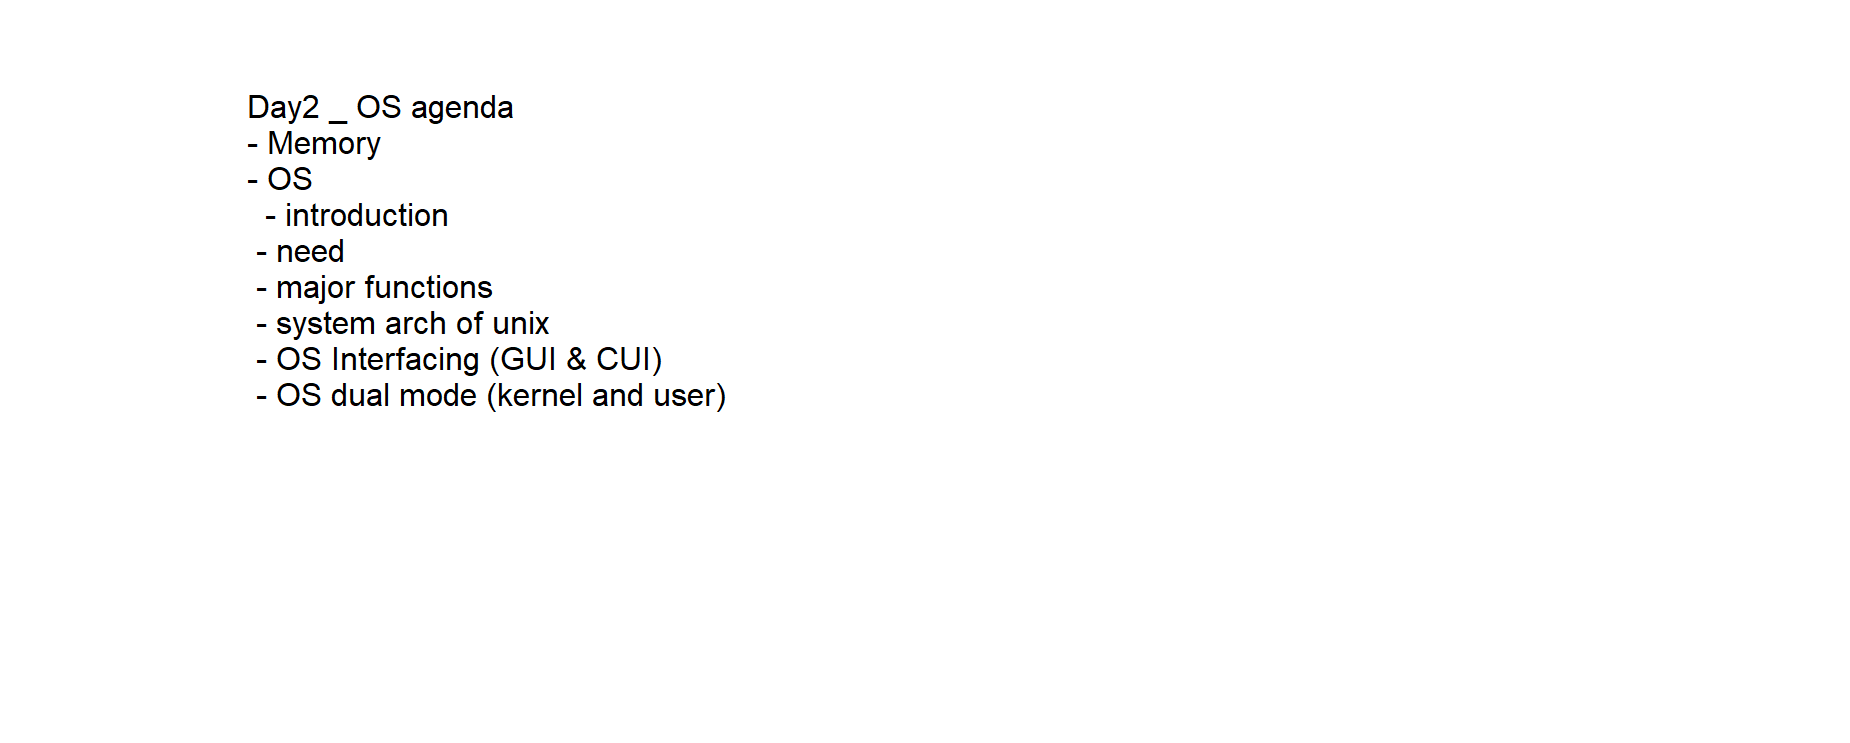 Day2 _ OS agenda
- Memory
- OS
- introduction
- need
- major functions
- system arch of unix
- OS Interfacing (GUI & CUI)
- OS dual mode (kernel and user)